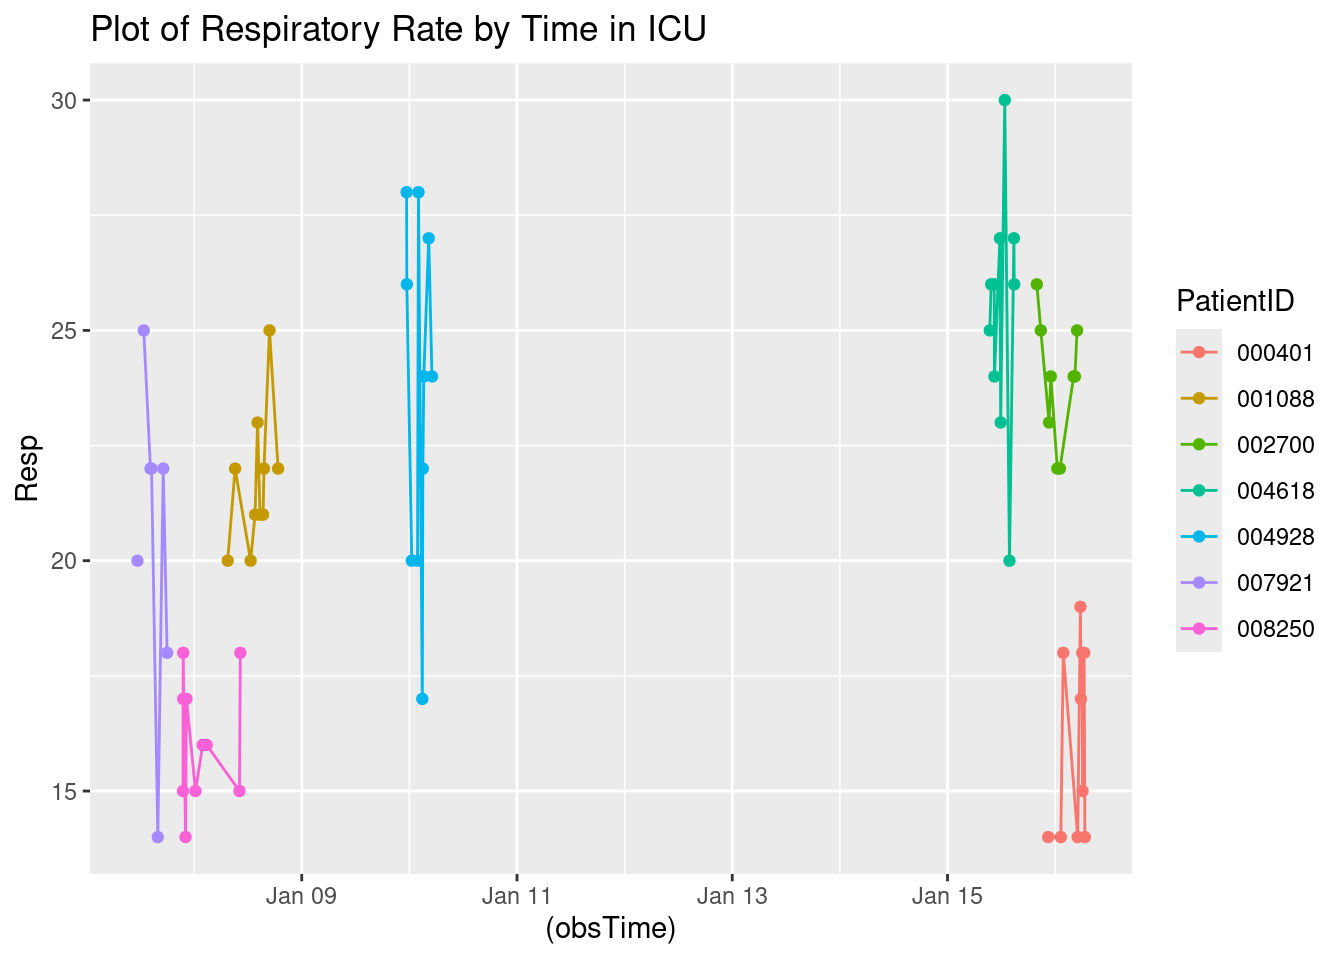 Plot of Respiratory Rate by Time in ICU
Resp
30
25
20
15
Jan 09
Jan 11
Jan 13
Jan 15
(obsTime)
PatientID
000401
001088
002700
004618
004928
007921
008250